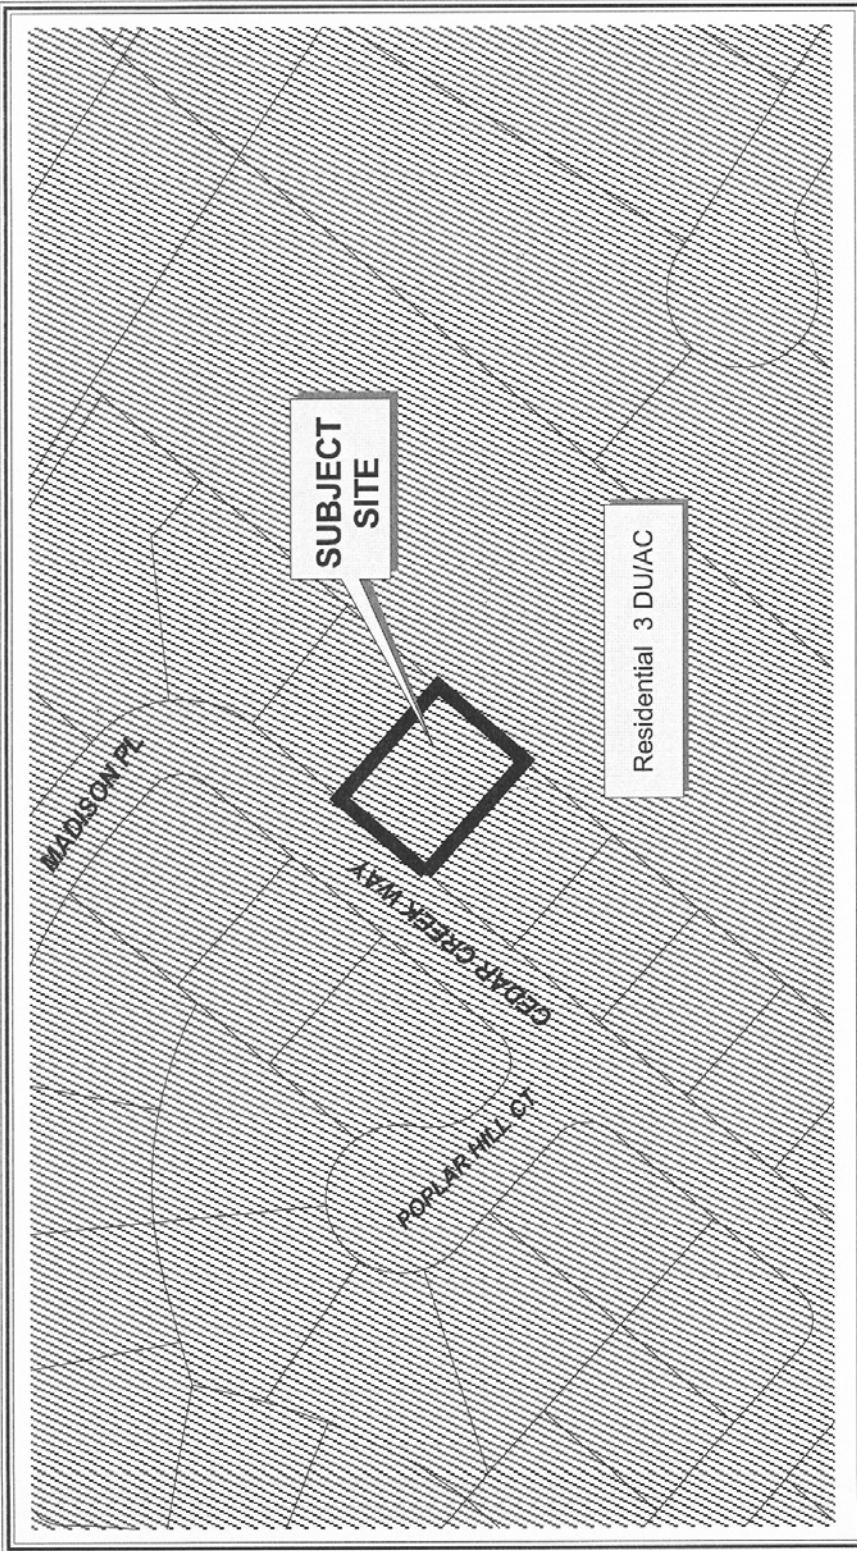 MADISON PL
SUBJECT
SITE
CEDAR CREEK WAY
POPLAR HILL CT
Residential 3 DU/AC